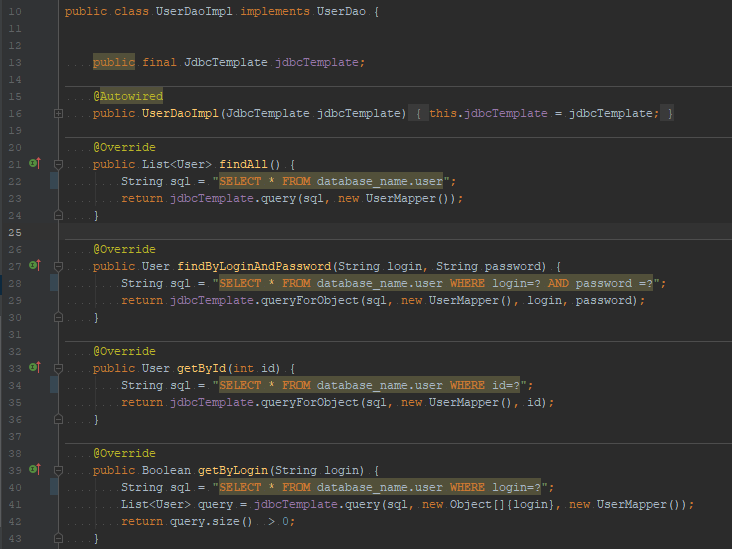 10 public class UserDaoImpl implements UserDao {
11
12
13 public final JdbcTemplate jdbcTemplate;
14
15 @Autowired
16 public UserDaoImpl(JdbcTemplate jdbcTemplate) { this.jdbcTemplate = jdbcTemplate; }
19
20 @Override
21 public List<User> findAll() {
22 String sql = "SELECT * FROM database_name.user";
23 return jdbcTemplate.query(sql, new UserMapper());
24 }
25
26 @Override
27 public User findByLoginAndPassword(String login, String password) {
28 String sql = "SELECT * FROM database_name.user WHERE login=? AND password =?";
29 return jdbcTemplate.queryForObject(sql, new UserMapper(), login, password);
30 }
31
32 @Override
33 public User getById(int id) {
34 String sql = "SELECT * FROM database_name.user WHERE id=?";
35 return jdbcTemplate.queryForObject(sql, new UserMapper(), id);
36 }
37
38 @Override
39 public Boolean getByLogin(String login) {
40 String sql = "SELECT * FROM database_name.user WHERE login=?";
41 List<User> query = jdbcTemplate.query(sql, new Object[]{login}, new UserMapper());
42 return query.size() > 0;
43 }